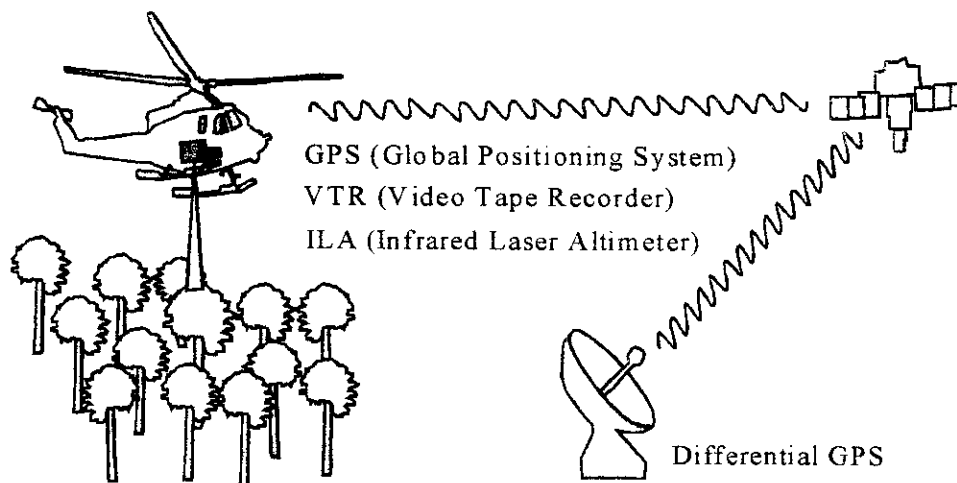 GPS (Global Positioning System)
VTR (Video Tape Recorder)
ILA (Infrared Laser Altimeter)
Differential GPS